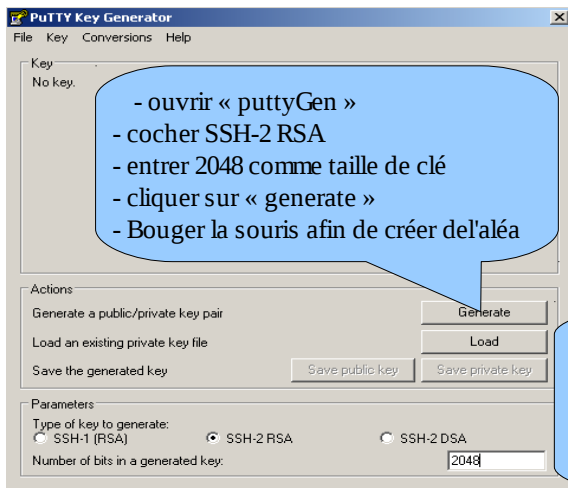 PuTTY Key Generator
File Key Conversions Help
Key
No key.
- ouvrir « puttyGen »
- cocher SSH-2 RSA
- entrer 2048 comme taille de clé
- cliquer sur « generate »
- Bouger la souris afin de créer del'aléa
Actions
Generate a public/private key pair
Generate
Load an existing private key file
Load
Save the generated key
Save public key
Save private key
Parameters
Type of key to generate:
SSH-1 (RSA) SSH-2 RSA SSH-2 DSA
Number of bits in a generated key:
2048